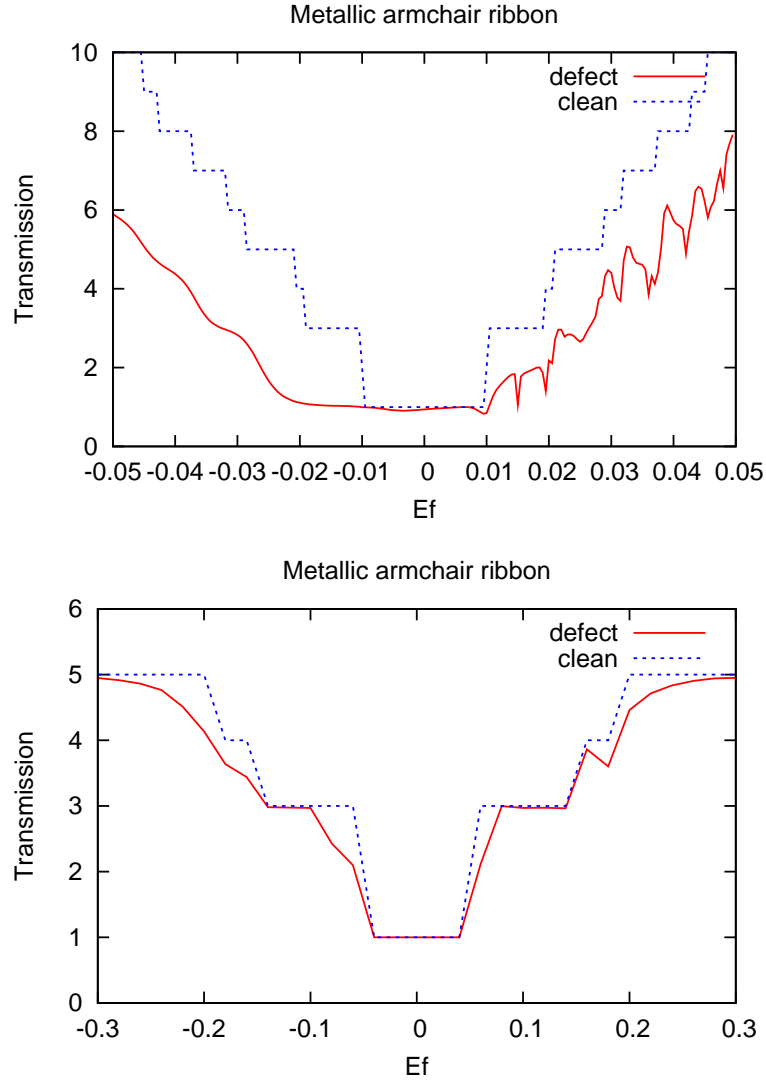 Metallic armchair ribbon
10
8
6
4
2
0
Transmission
defect
clean
-0.05 -0.04 -0.03 -0.02 -0.01 0 0.01 0.02 0.03 0.04 0.05
Ef
Metallic armchair ribbon
6
5
4
3
2
1
0
Transmission
defect
clean
-0.3 -0.2 -0.1 0 0.1 0.2 0.3
Ef